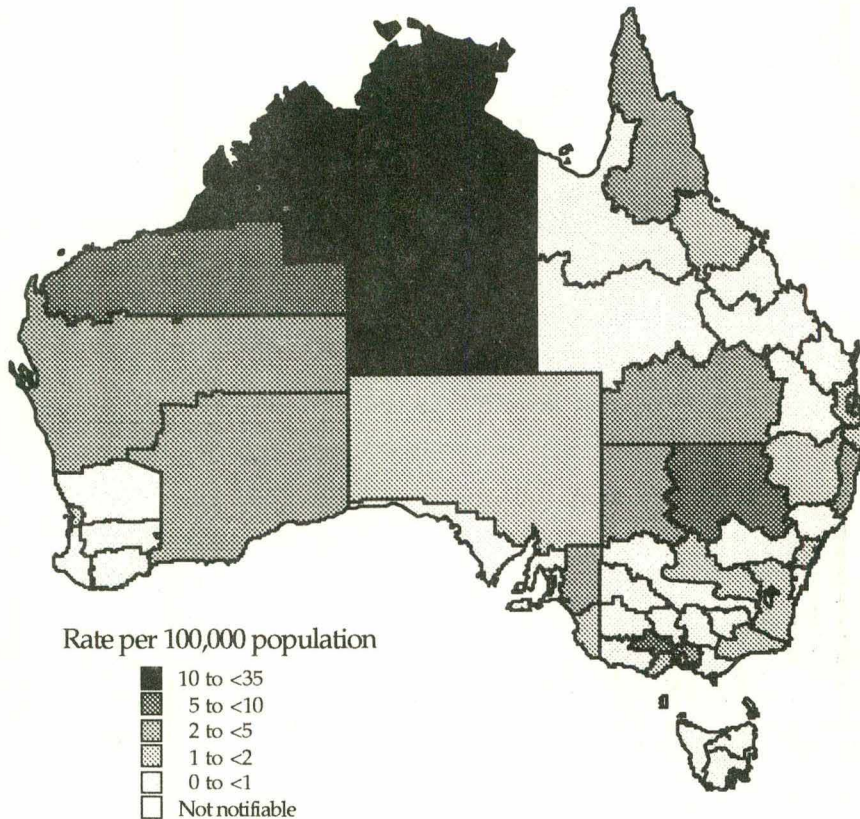 Rate per 100,000 population
10 to <35
5 to <10
2 to <5
1 to <2
0 to <1
Not notifiable